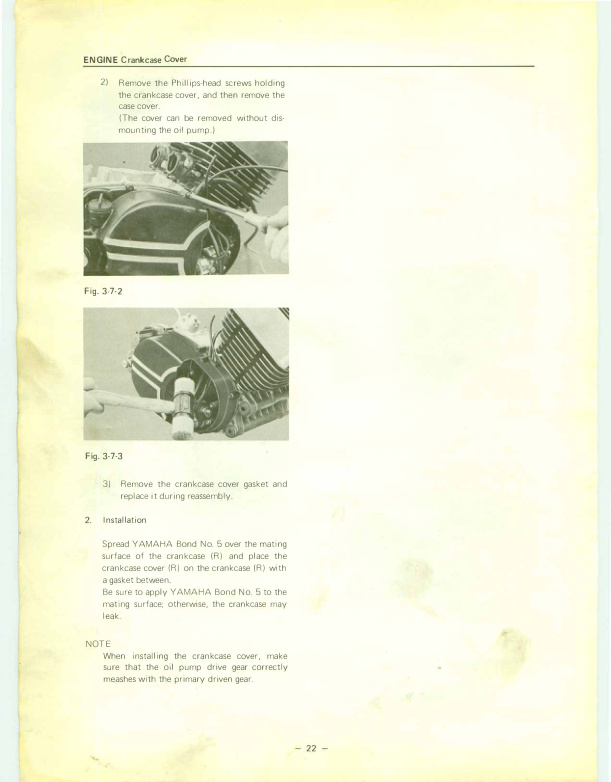 ENGINE Crankcase Cover
2) Remove the Phillips-head screws holding
the crankcase cover, and then remove the
case cover.
(The cover can be removed without dis-
mounting the oil pump.)
Fig. 3-7-2
Fig. 3-7-3
3) Remove the crankcase cover gasket and
replace it during reassembly.
2. Installation
Spread YAMAHA Bond No. 5 over the mating
surface of the crankcase (R) and place the
crankcase cover (R) on the crankcase (R) with
a gasket between.
Be sure to apply YAMAHA Bond No. 5 to the
mating surface; otherwise, the crankcase may
leak.
NOTE
When installing the crankcase cover, make
sure that the oil pump drive gear correctly
meashes with the primary driven gear.
- 22 -